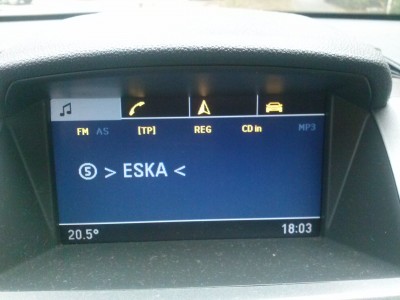 FM AS [TP] REG CD in MP3
5 > ESKA <
20.5° 18:03